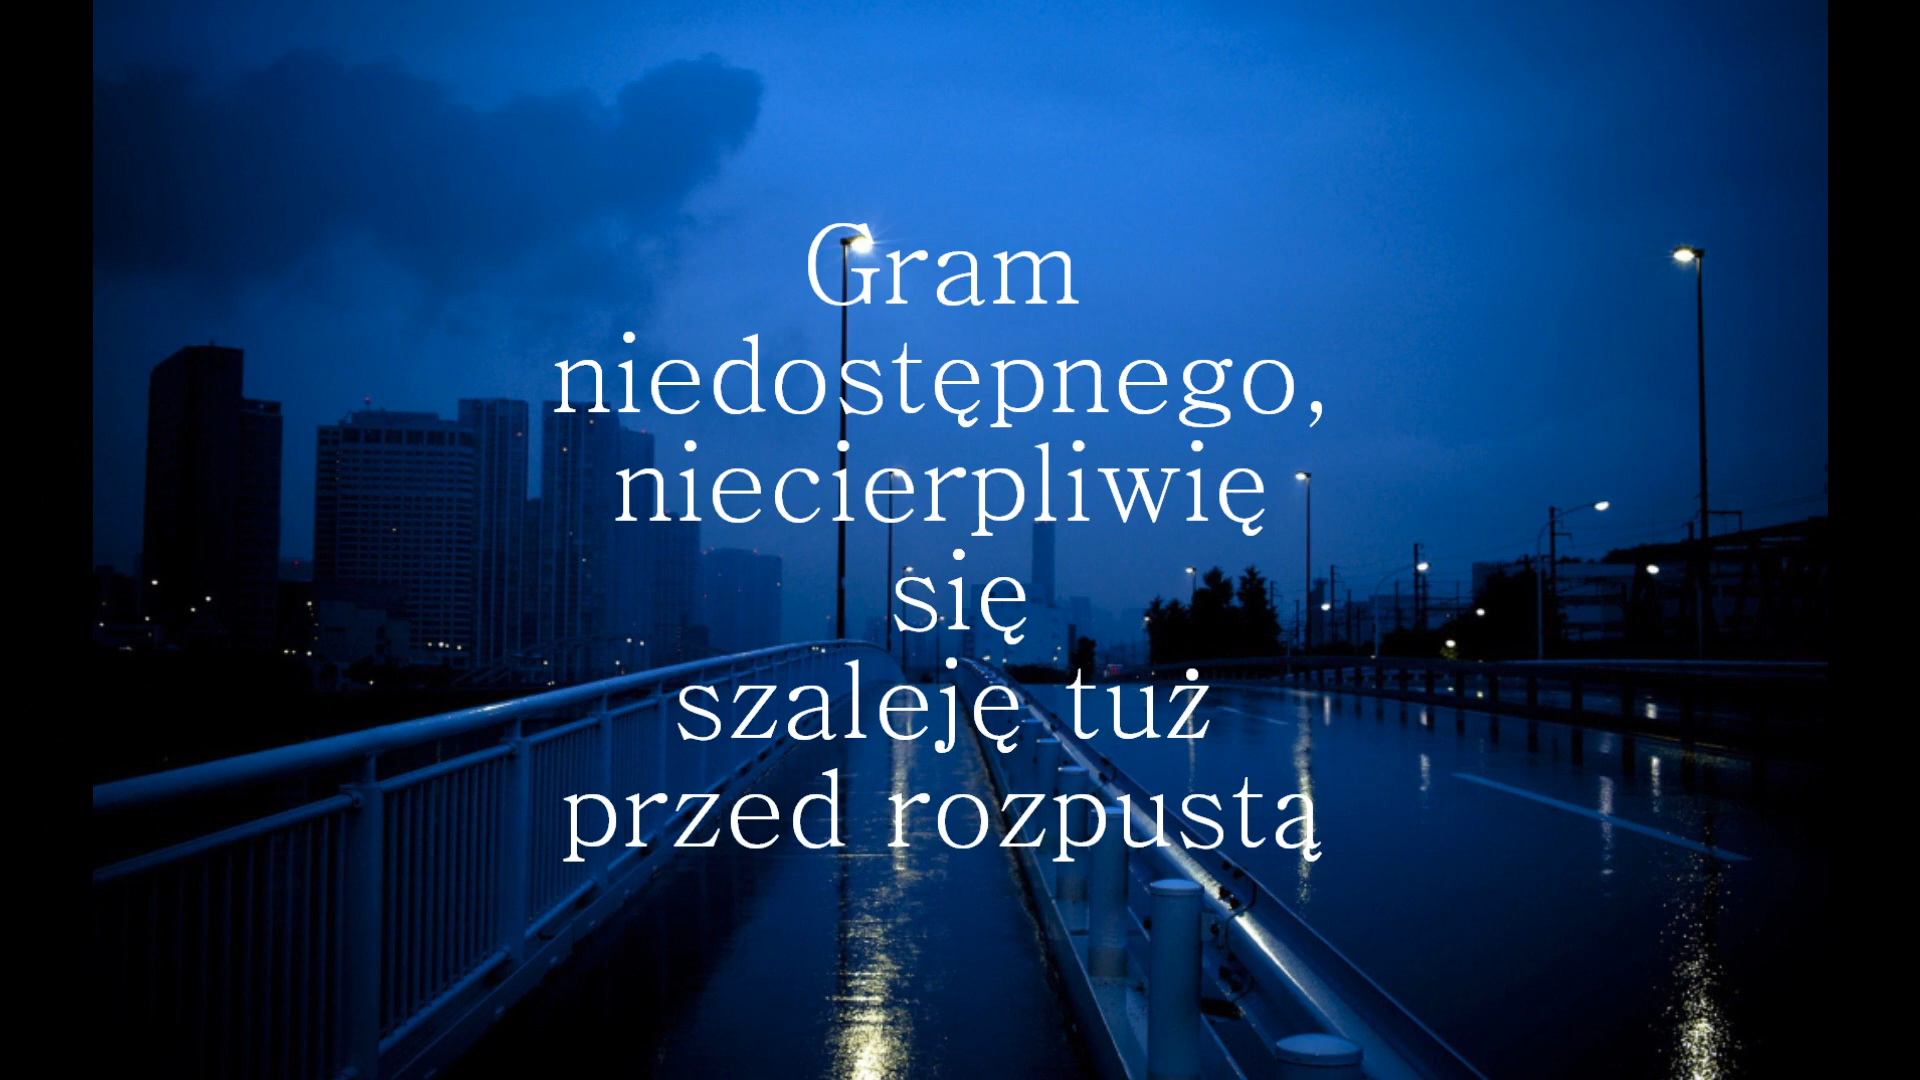 Gram
niedostępnego,
niecierpliwię
się
szaleję tuż
przed rozpustą